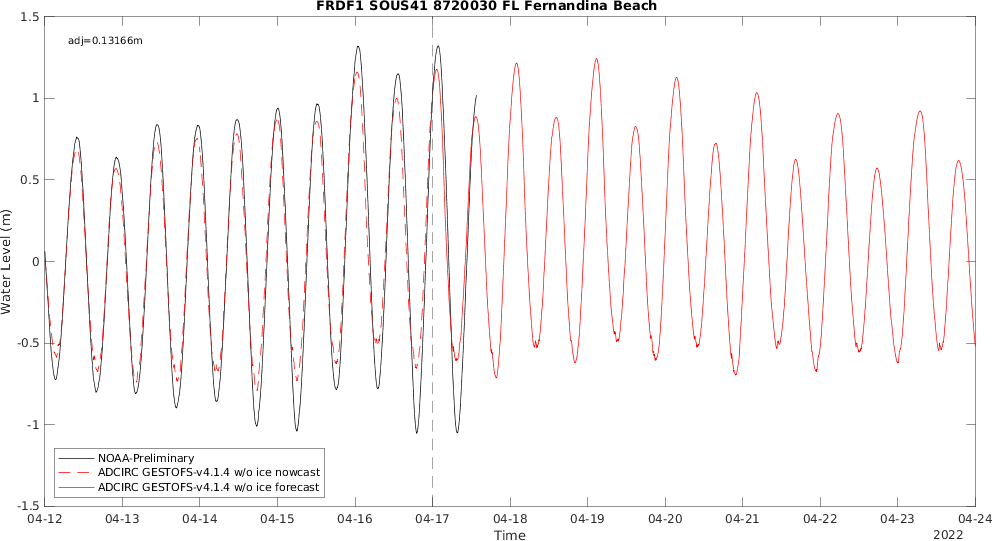 FRDF1 SOUS41 8720030 FL Fernandina Beach
adj=0.13166m
1.5
1
0.5
0
-0.5
-1
-1.5
Water Level (m)
NOAA-Preliminary
ADCIRC GESTOFS-v4.1.4 w/o ice nowcast
ADCIRC GESTOFS-v4.1.4 w/o ice forecast
04-12 04-13 04-14 04-15 04-16 04-17 04-18 04-19 04-20 04-21 04-22 04-23 04-24
Time
2022